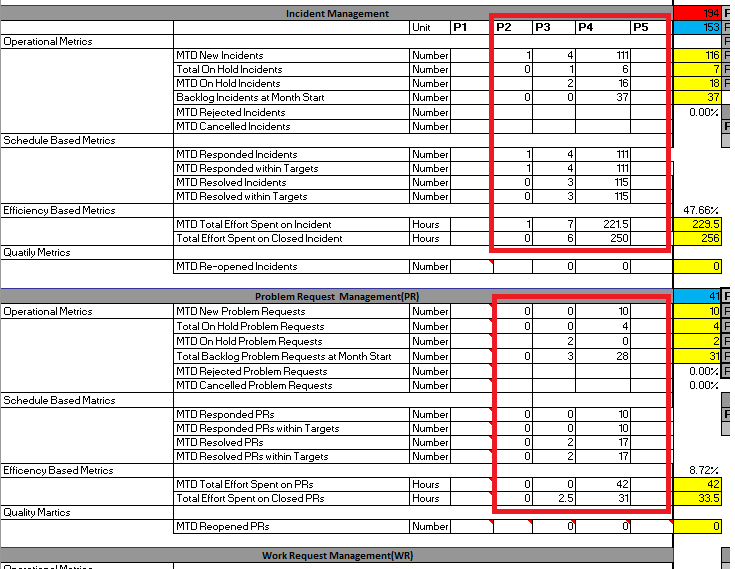 Incident Management 194 F
Unit P1 P2 P3 P4 P5 153 F
Operational Metrics F
MTD New Incidents Number 1 4 111 116 F
Total On Hold Incidents Number 0 1 6 7 F
MTD On Hold Incidents Number 2 16 18 F
Backlog Incidents at Month Start Number 0 0 37 37
MTD Rejected Incidents Number 0.00%
MTD Cancelled Incidents Number F
Schedule Based Metrics
MTD Responded Incidents Number 1 4 111
MTD Responded within Targets Number 1 4 111
MTD Resolved Incidents Number 0 3 115
MTD Resolved within Targets Number 0 3 115
Efficiency Based Metrics 47.66%
MTD Total Effort Spent on Incident Hours 1 7 221.5 229.5
Total Effort Spent on Closed Incident Hours 0 6 250 256
Quatily Metrics
MTD Re-opened Incidents Number 0 0 0
Problem Request Management(PR) 41 F
Operational Metrics MTD New Problem Requests Number 0 0 10 10 F
Total On Hold Problem Requests Number 0 0 4 4 F
MTD On Hold Problem Requests Number 2 0 2 F
Total Backlog Problem Requests at Month Start Number 0 3 28 31 F
MTD Rejected Problem Requests Number 0.00% F
MTD Cancelled Problem Requests Number 0.00%
Schedule Based Matrics
MTD Responded PRs Number 0 0 10 F
MTD Responded PRs within Targets Number 0 0 10
MTD Resolved PRs Number 0 2 17
MTD Resolved PRs within Targets Number 0 2 17
Efficency Based Metrics 8.72%
MTD Total Effort Spent on PRs Hours 0 0 42 42
Total Effort Spent on Closed PRs Hours 0 2.5 31 33.5
Quality Martics
MTD Reopened PRs Number 0 0 0
Work Request Management(WR)
Operational Metrics